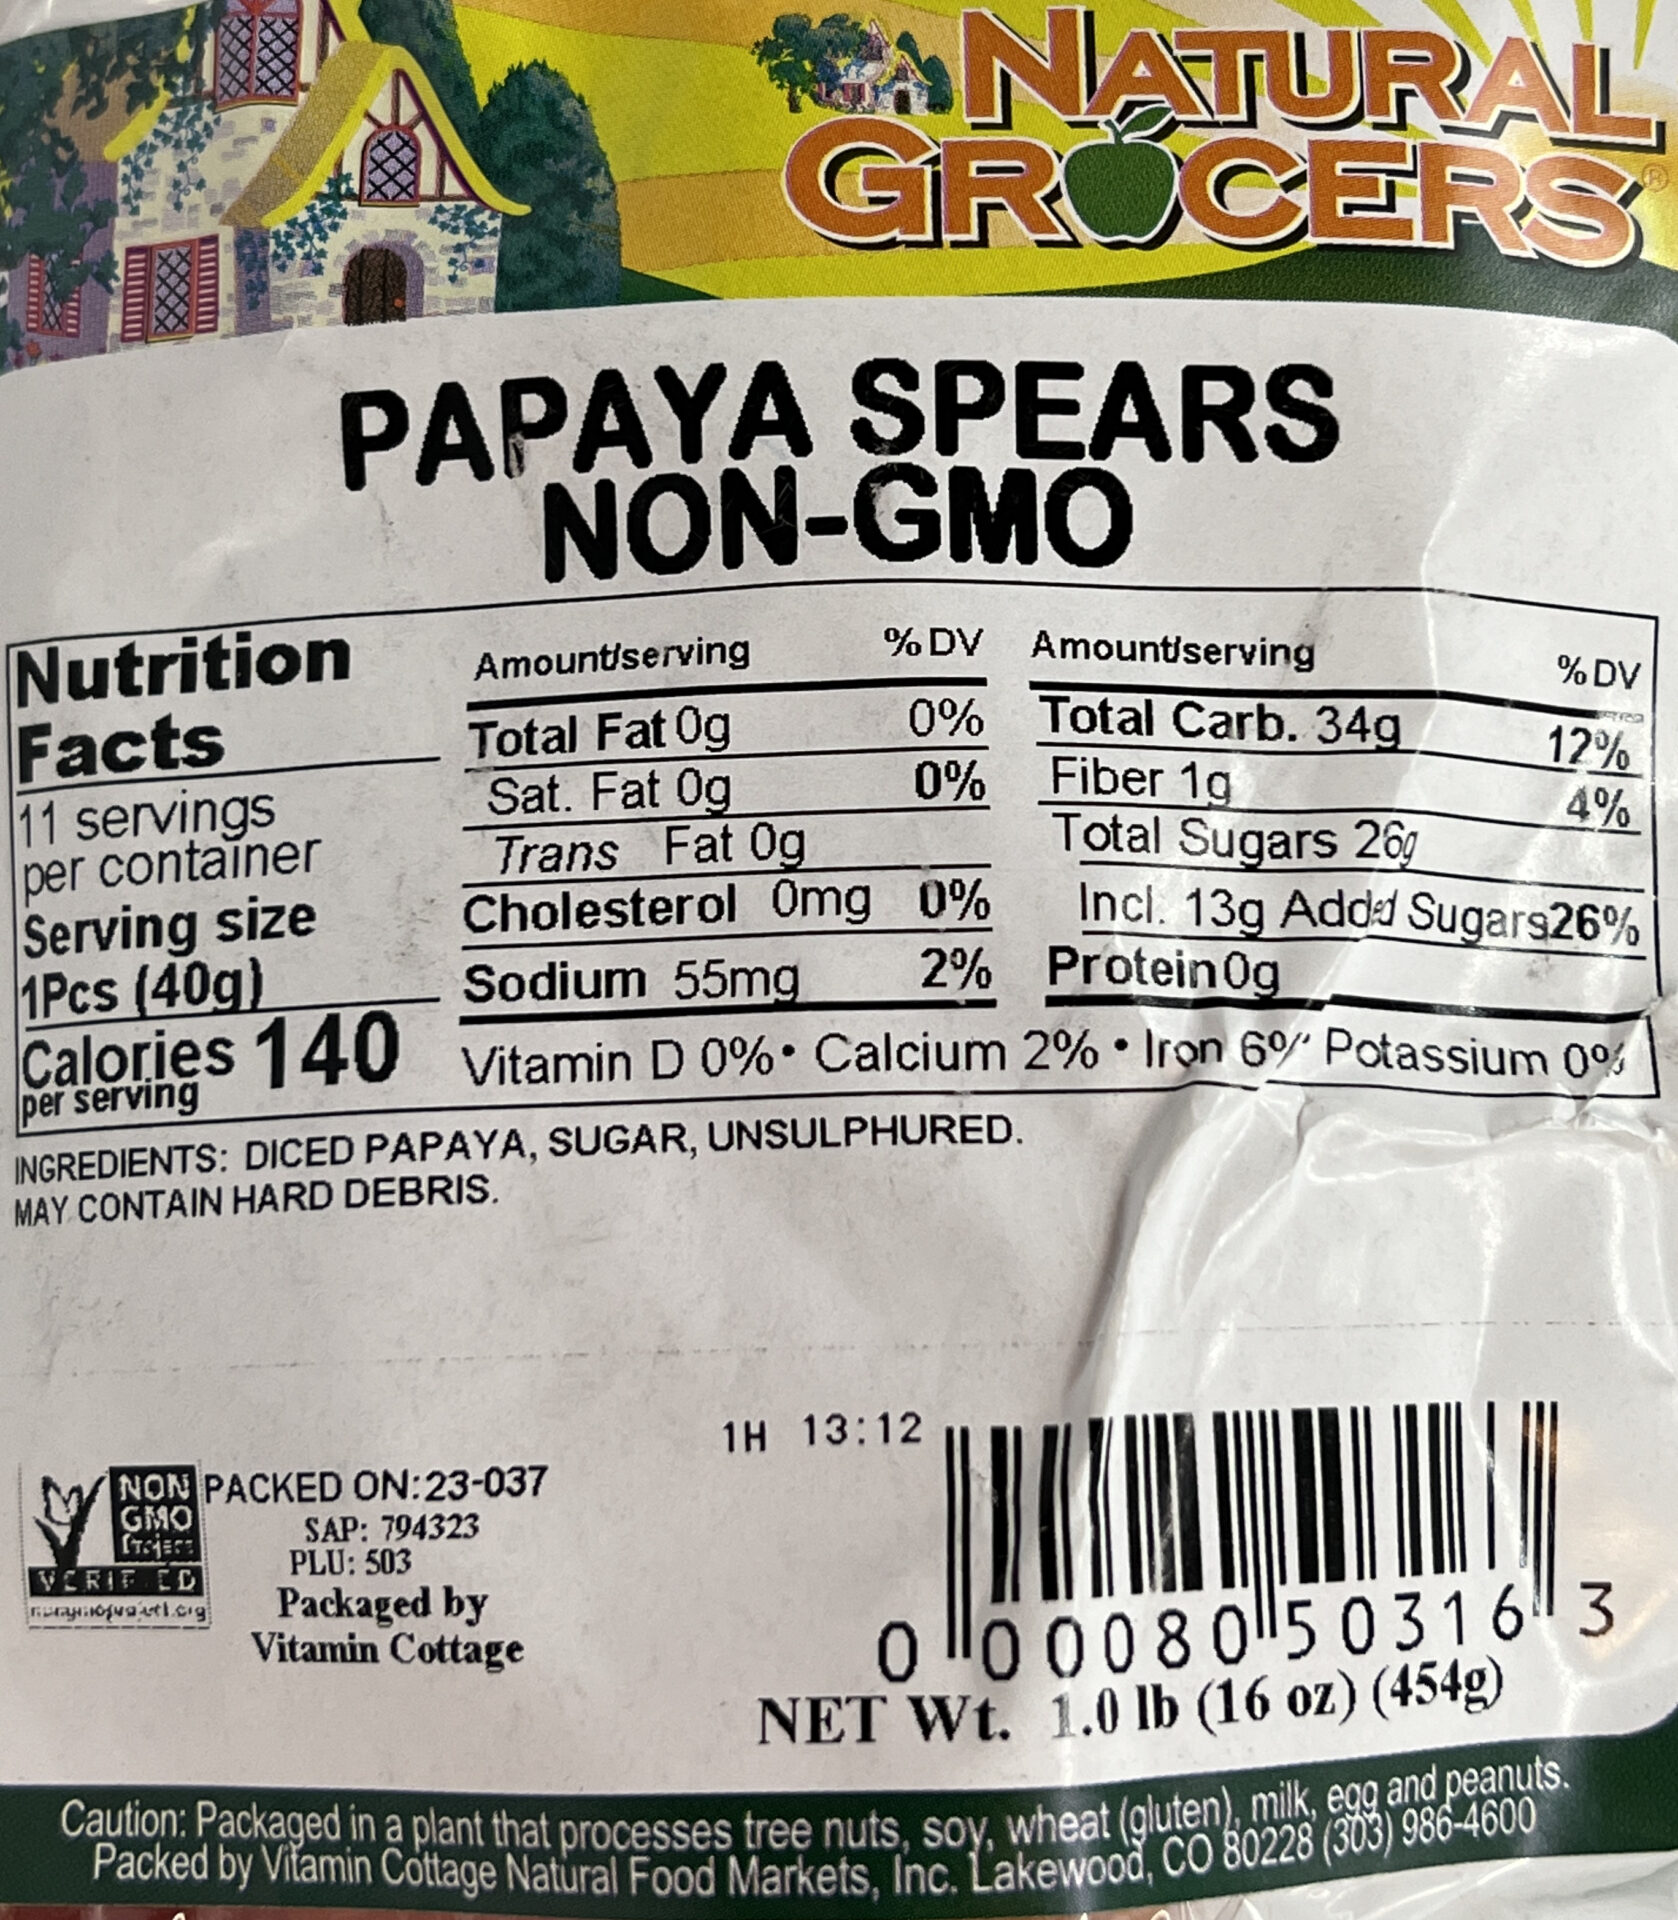 NATURAL
GROCERS®
PAPAYA SPEARS
NON-GMO
Nutrition
Facts
11 servings
per container
Serving size
1Pcs (40g)
Calories 140
per serving
Amount/serving % DV
Total Fat 0g 0%
Sat. Fat 0g 0%
Trans Fat 0g
Cholesterol 0mg 0%
Sodium 55mg 2%
Amount/serving % DV
Total Carb. 34g 12%
Fiber 1g 4%
Total Sugars 26g
Incl. 13g Added Sugars 26%
Protein 0g
Vitamin D 0% • Calcium 2% • Iron 6% Potassium 0%
INGREDIENTS: DICED PAPAYA, SUGAR, UNSULPHURED.
MAY CONTAIN HARD DEBRIS.
1H 13:12
NON
GMO
Project
VERIFIED
PACKED ON:23-037
SAP: 794323
PLU: 503
Packaged by
Vitamin Cottage
0 00080 50316 3
NET Wt. 1.0 lb (16 oz) (454g)
Caution: Packaged in a plant that processes tree nuts, soy, wheat (gluten), milk, egg and peanuts.
Packed by Vitamin Cottage Natural Food Markets, Inc. Lakewood, CO 80228 (303) 986-4600